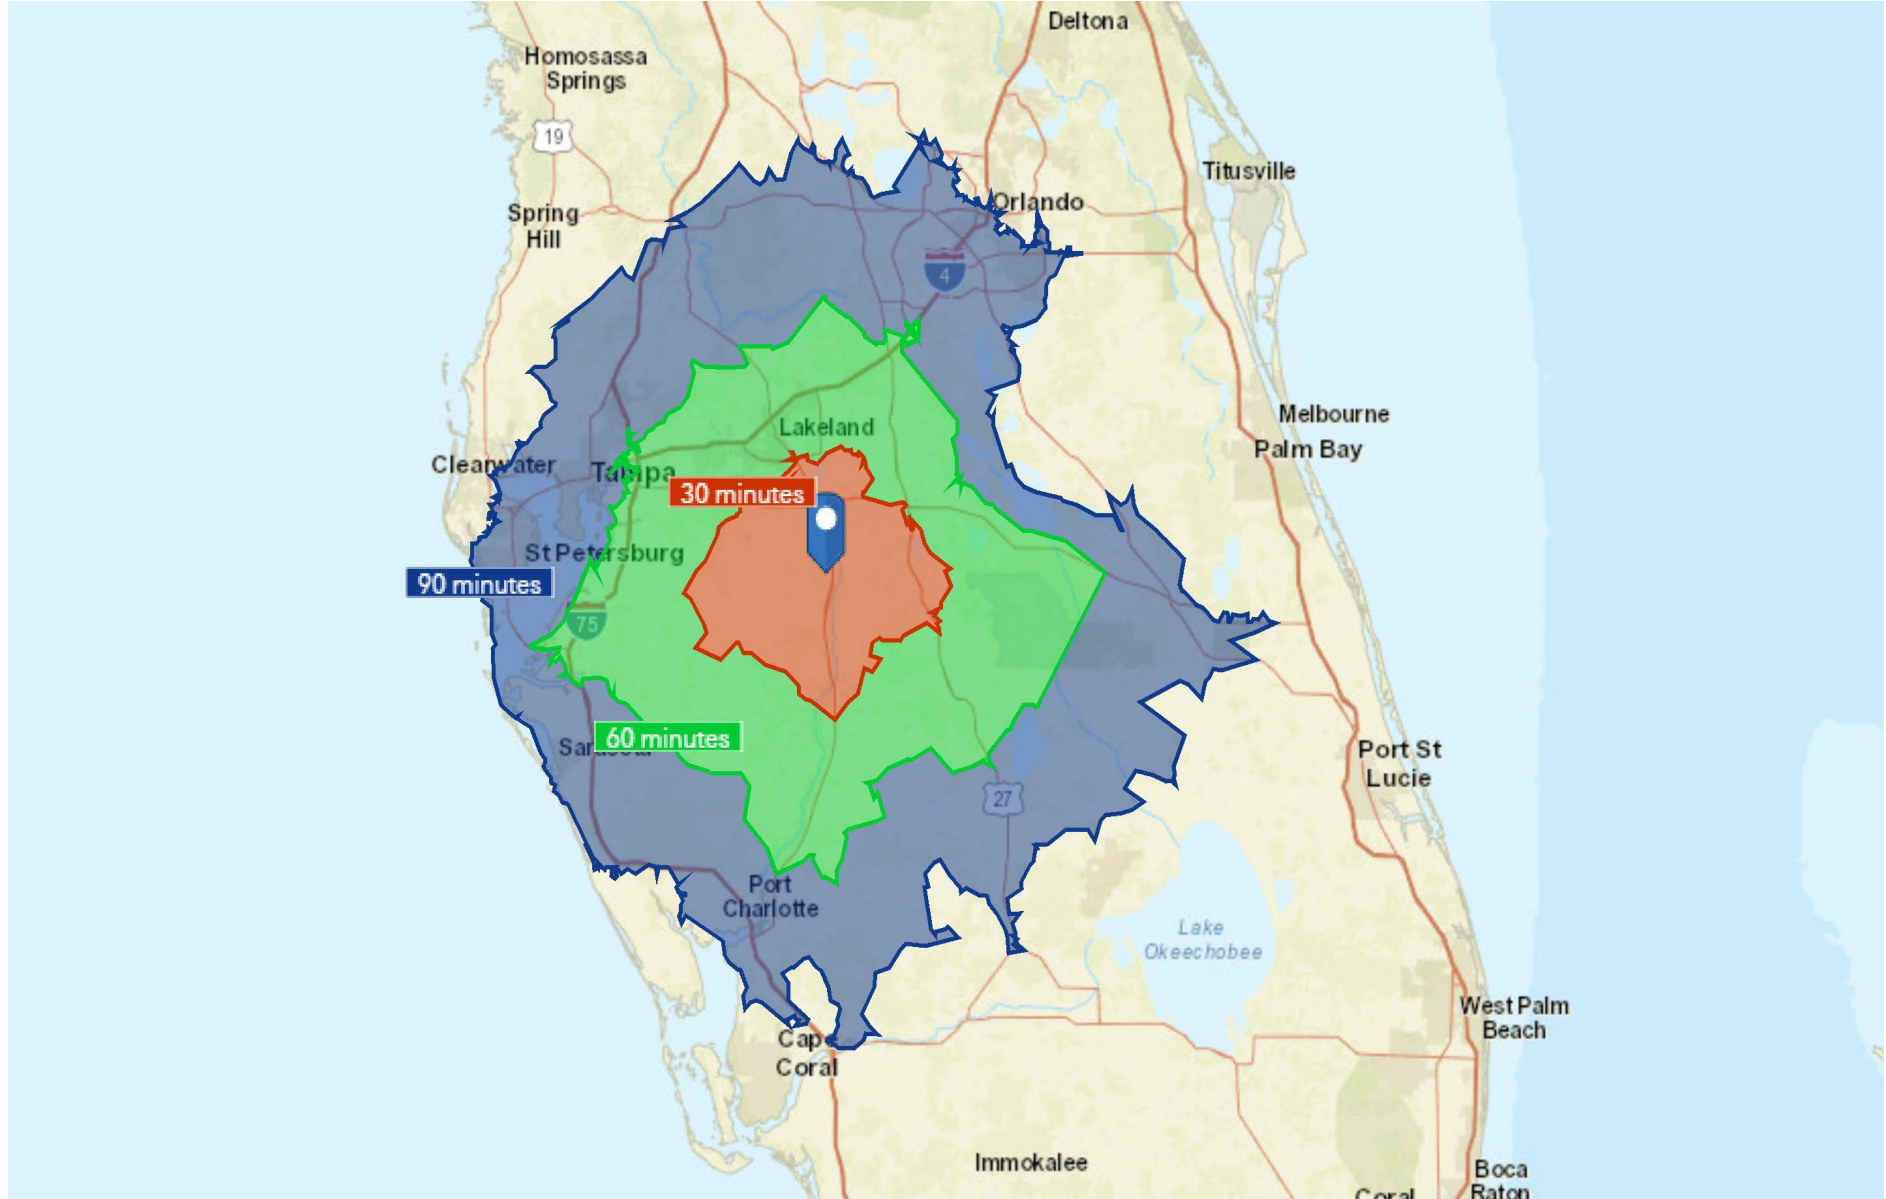 Deltona
Homosassa
Springs
19
Titusville
Orlando
Spring
Hill
4
Melbourne
Lakeland
Palm Bay
Clearwater
Tampa
30 minutes
St Petersburg
90 minutes
75
60 minutes
Sarasota
Port St
Lucie
27
Port
Charlotte
Lake
Okeechobee
West Palm
Beach
Cape
Coral
Immokalee
Boca
Raton
Coral